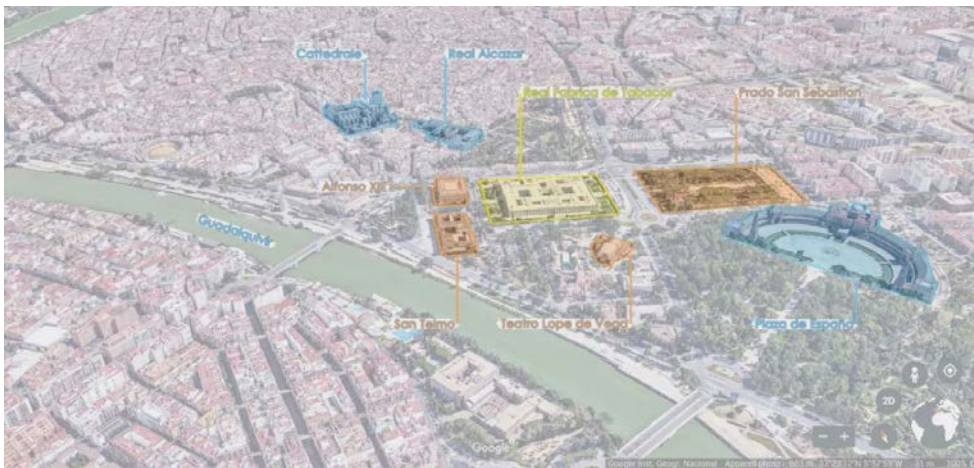 Cattedrale
Real Alcazar
Real Fabrica de Tabacos
Prado San Sebastian
Alfonso XIII
Guadalquivir
San Telmo
Teatro Lope de Vega
Plaza de España
2D
Google